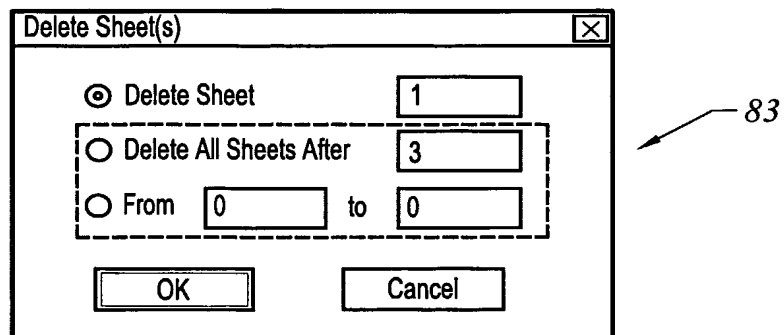 Delete Sheet(s)
Delete Sheet 1
Delete All Sheets After 3
From 0 to 0
OK Cancel
83